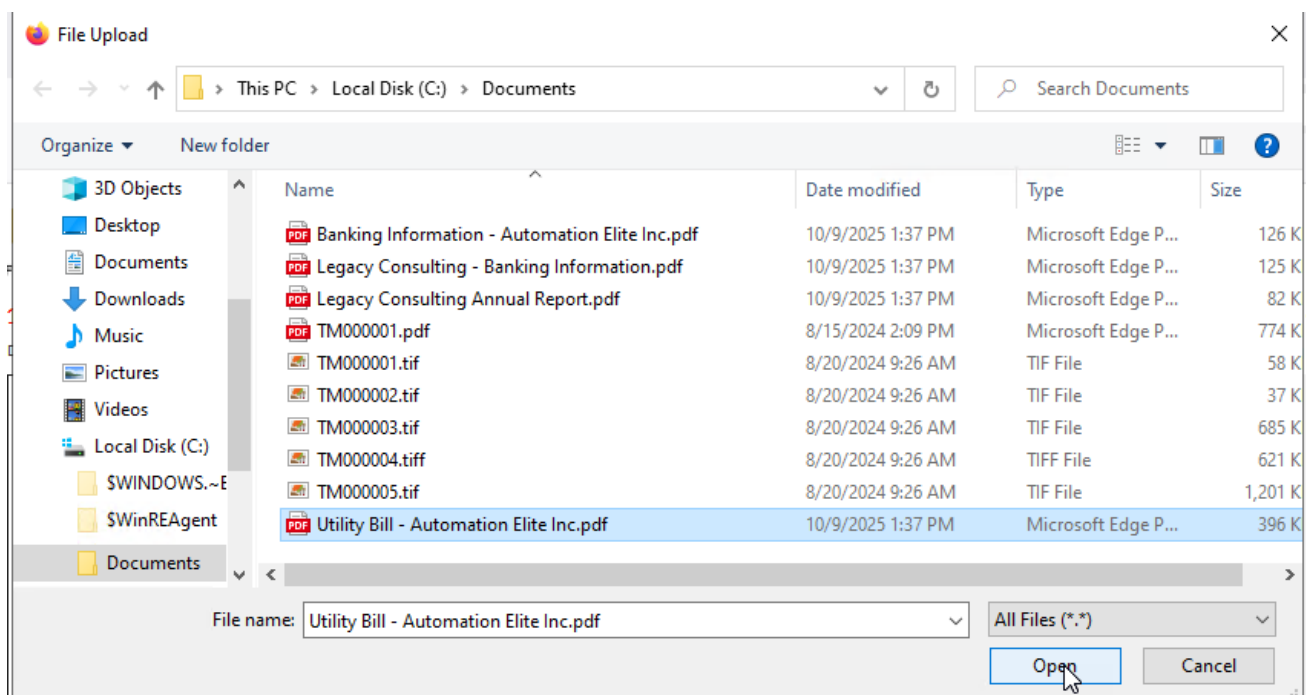 File Upload
This PC > Local Disk (C:) > Documents
Search Documents
Organize
New folder
Name
Date modified
Type
Size
3D Objects
Desktop
Documents
Downloads
Music
Pictures
Videos
Local Disk (C:)
$WINDOWS.~E
$WinREAgent
Documents
PDF Banking Information - Automation Elite Inc.pdf 10/9/2025 1:37 PM Microsoft Edge P... 126 K
PDF Legacy Consulting - Banking Information.pdf 10/9/2025 1:37 PM Microsoft Edge P... 125 K
PDF Legacy Consulting Annual Report.pdf 10/9/2025 1:37 PM Microsoft Edge P... 82 K
PDF TM000001.pdf 8/15/2024 2:09 PM Microsoft Edge P... 774 K
TM000001.tif 8/20/2024 9:26 AM TIF File 58 K
TM000002.tif 8/20/2024 9:26 AM TIF File 37 K
TM000003.tif 8/20/2024 9:26 AM TIF File 685 K
TM000004.tiff 8/20/2024 9:26 AM TIFF File 621 K
TM000005.tif 8/20/2024 9:26 AM TIF File 1,201 K
PDF Utility Bill - Automation Elite Inc.pdf 10/9/2025 1:37 PM Microsoft Edge P... 396 K
File name: Utility Bill - Automation Elite Inc.pdf
All Files (*.*)
Open
Cancel